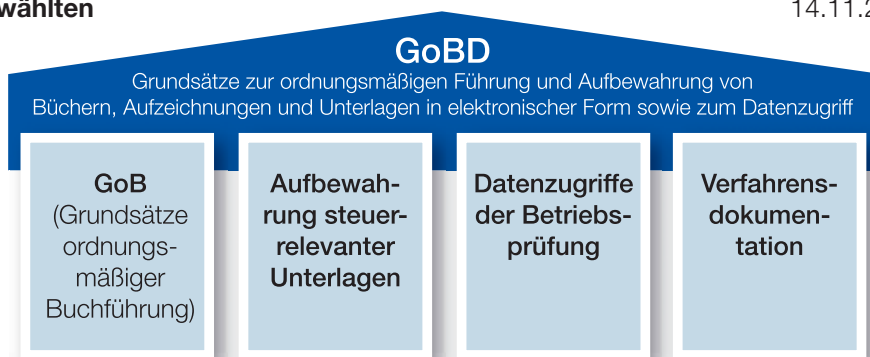 wählten
14.11.2
GoBD
Grundsätze zur ordnungsmäßigen Führung und Aufbewahrung von
Büchern, Aufzeichnungen und Unterlagen in elektronischer Form sowie zum Datenzugriff
GoB
(Grundsätze
ordnungs-
mäßiger
Buchführung)
Aufbewah-
rung steuer-
relevanter
Unterlagen
Datenzugriffe
der Betriebs-
prüfung
Verfahrens-
dokumen-
tation